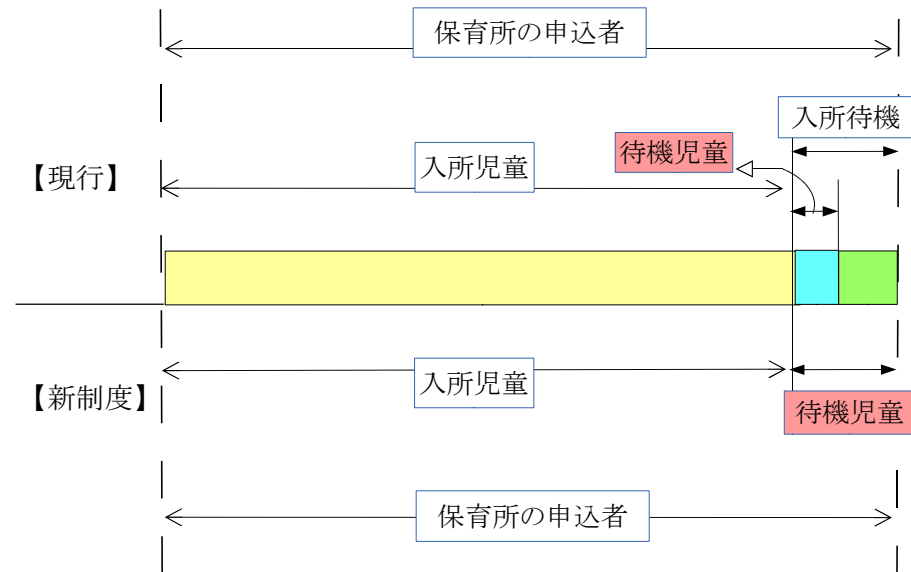 保育所の申込者
入所待機
待機児童
入所児童
【現行】
入所児童
【新制度】
待機児童
保育所の申込者